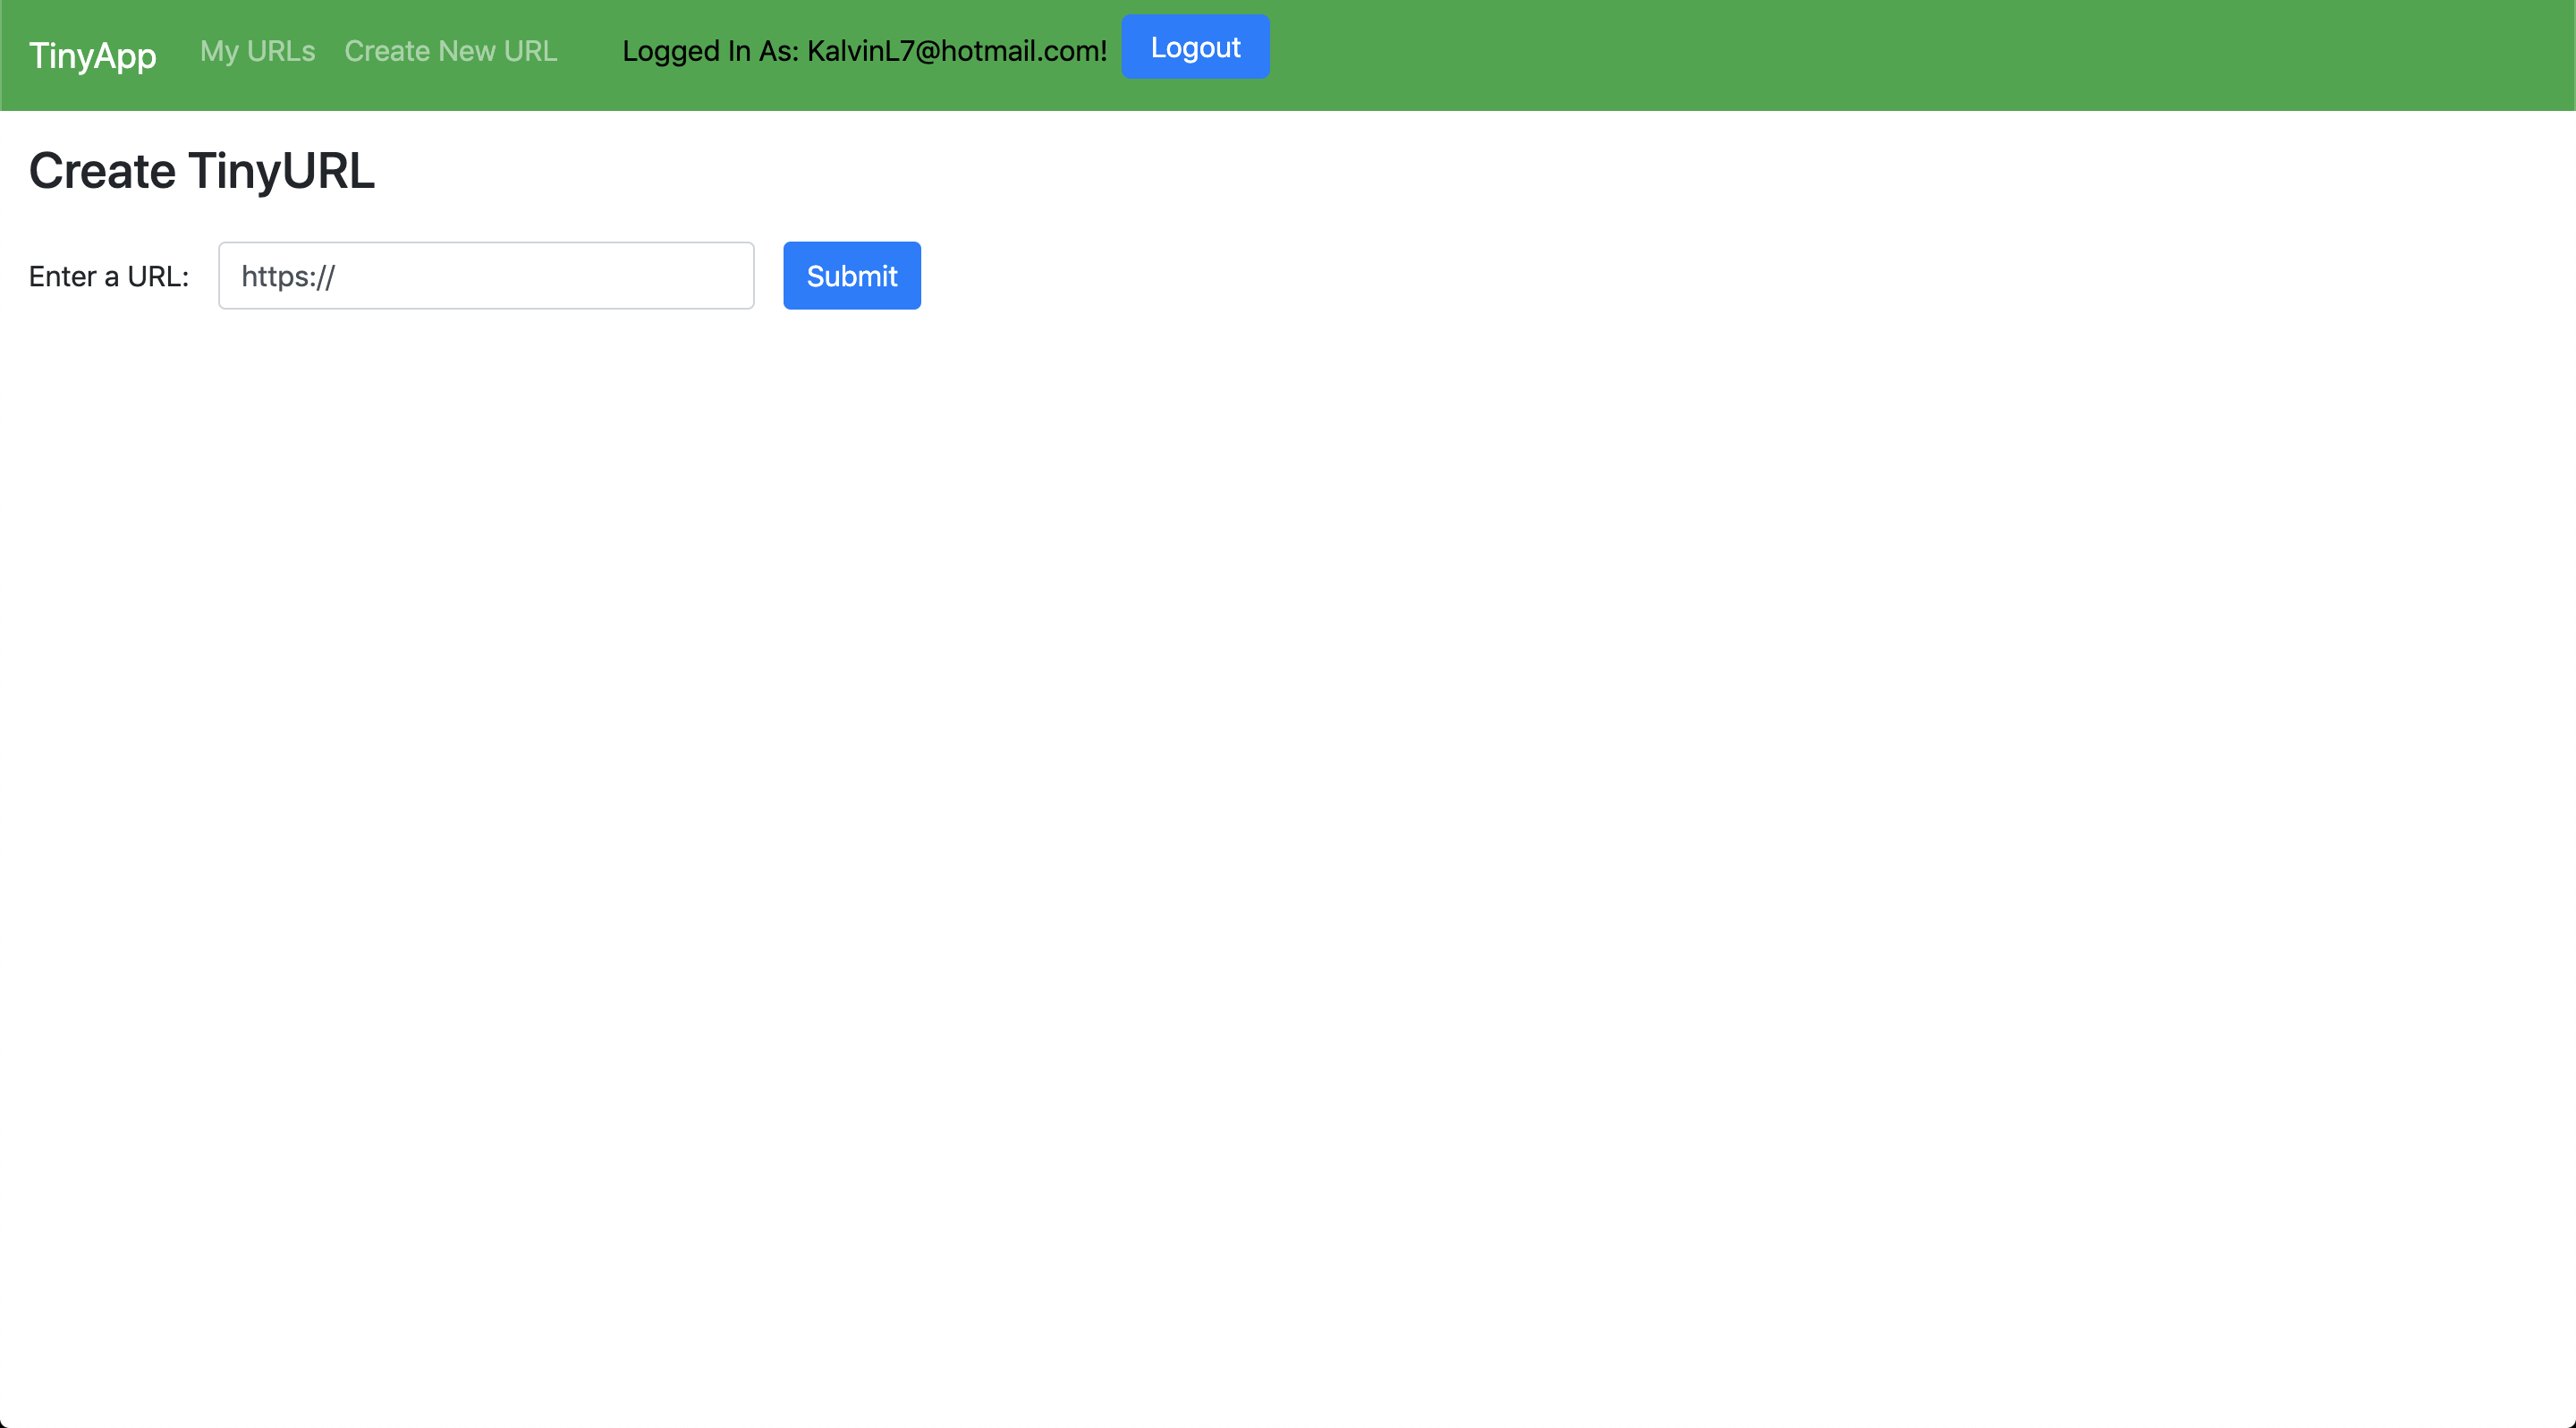 TinyApp My URLs Create New URL Logged In As: KalvinL7@hotmail.com! Logout
Create TinyURL
Enter a URL: https:// Submit